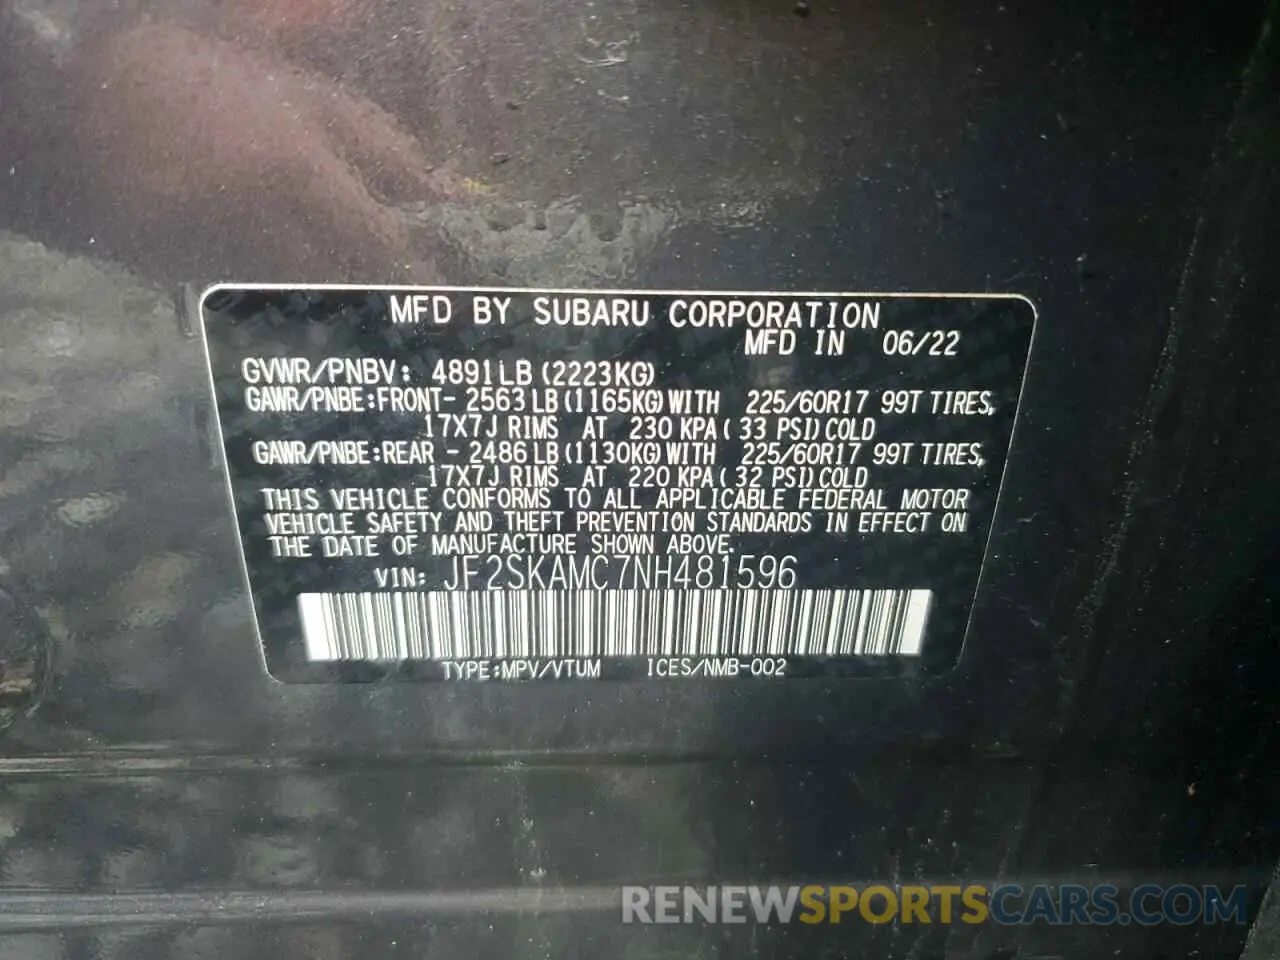 MFD BY SUBARU CORPORATION
MFD IN 06/22
GVWR/PNBV: 4891LB (2223KG)
GAWR/PNBE:FRONT- 2563LB(1165KG)WITH 225/60R17 99T TIRES,
17X7J RIMS AT 230 KPA( 33 PSI)COLD
GAWR/PNBE:REAR - 2486LB(1130KG)WITH 225/60R17 99T TIRES,
17X7J RIMS AT 220 KPA( 32 PSI)COLD
THIS VEHICLE CONFORMS TO ALL APPLICABLE FEDERAL MOTOR
VEHICLE SAFETY AND THEFT PREVENTION STANDARDS IN EFFECT ON
THE DATE OF MANUFACTURE SHOWN ABOVE.
VIN: JF2SKAMC7NH481596
TYPE:MPV/VTUM ICES/NMB-002
RENEWSPORTSCARS.COM